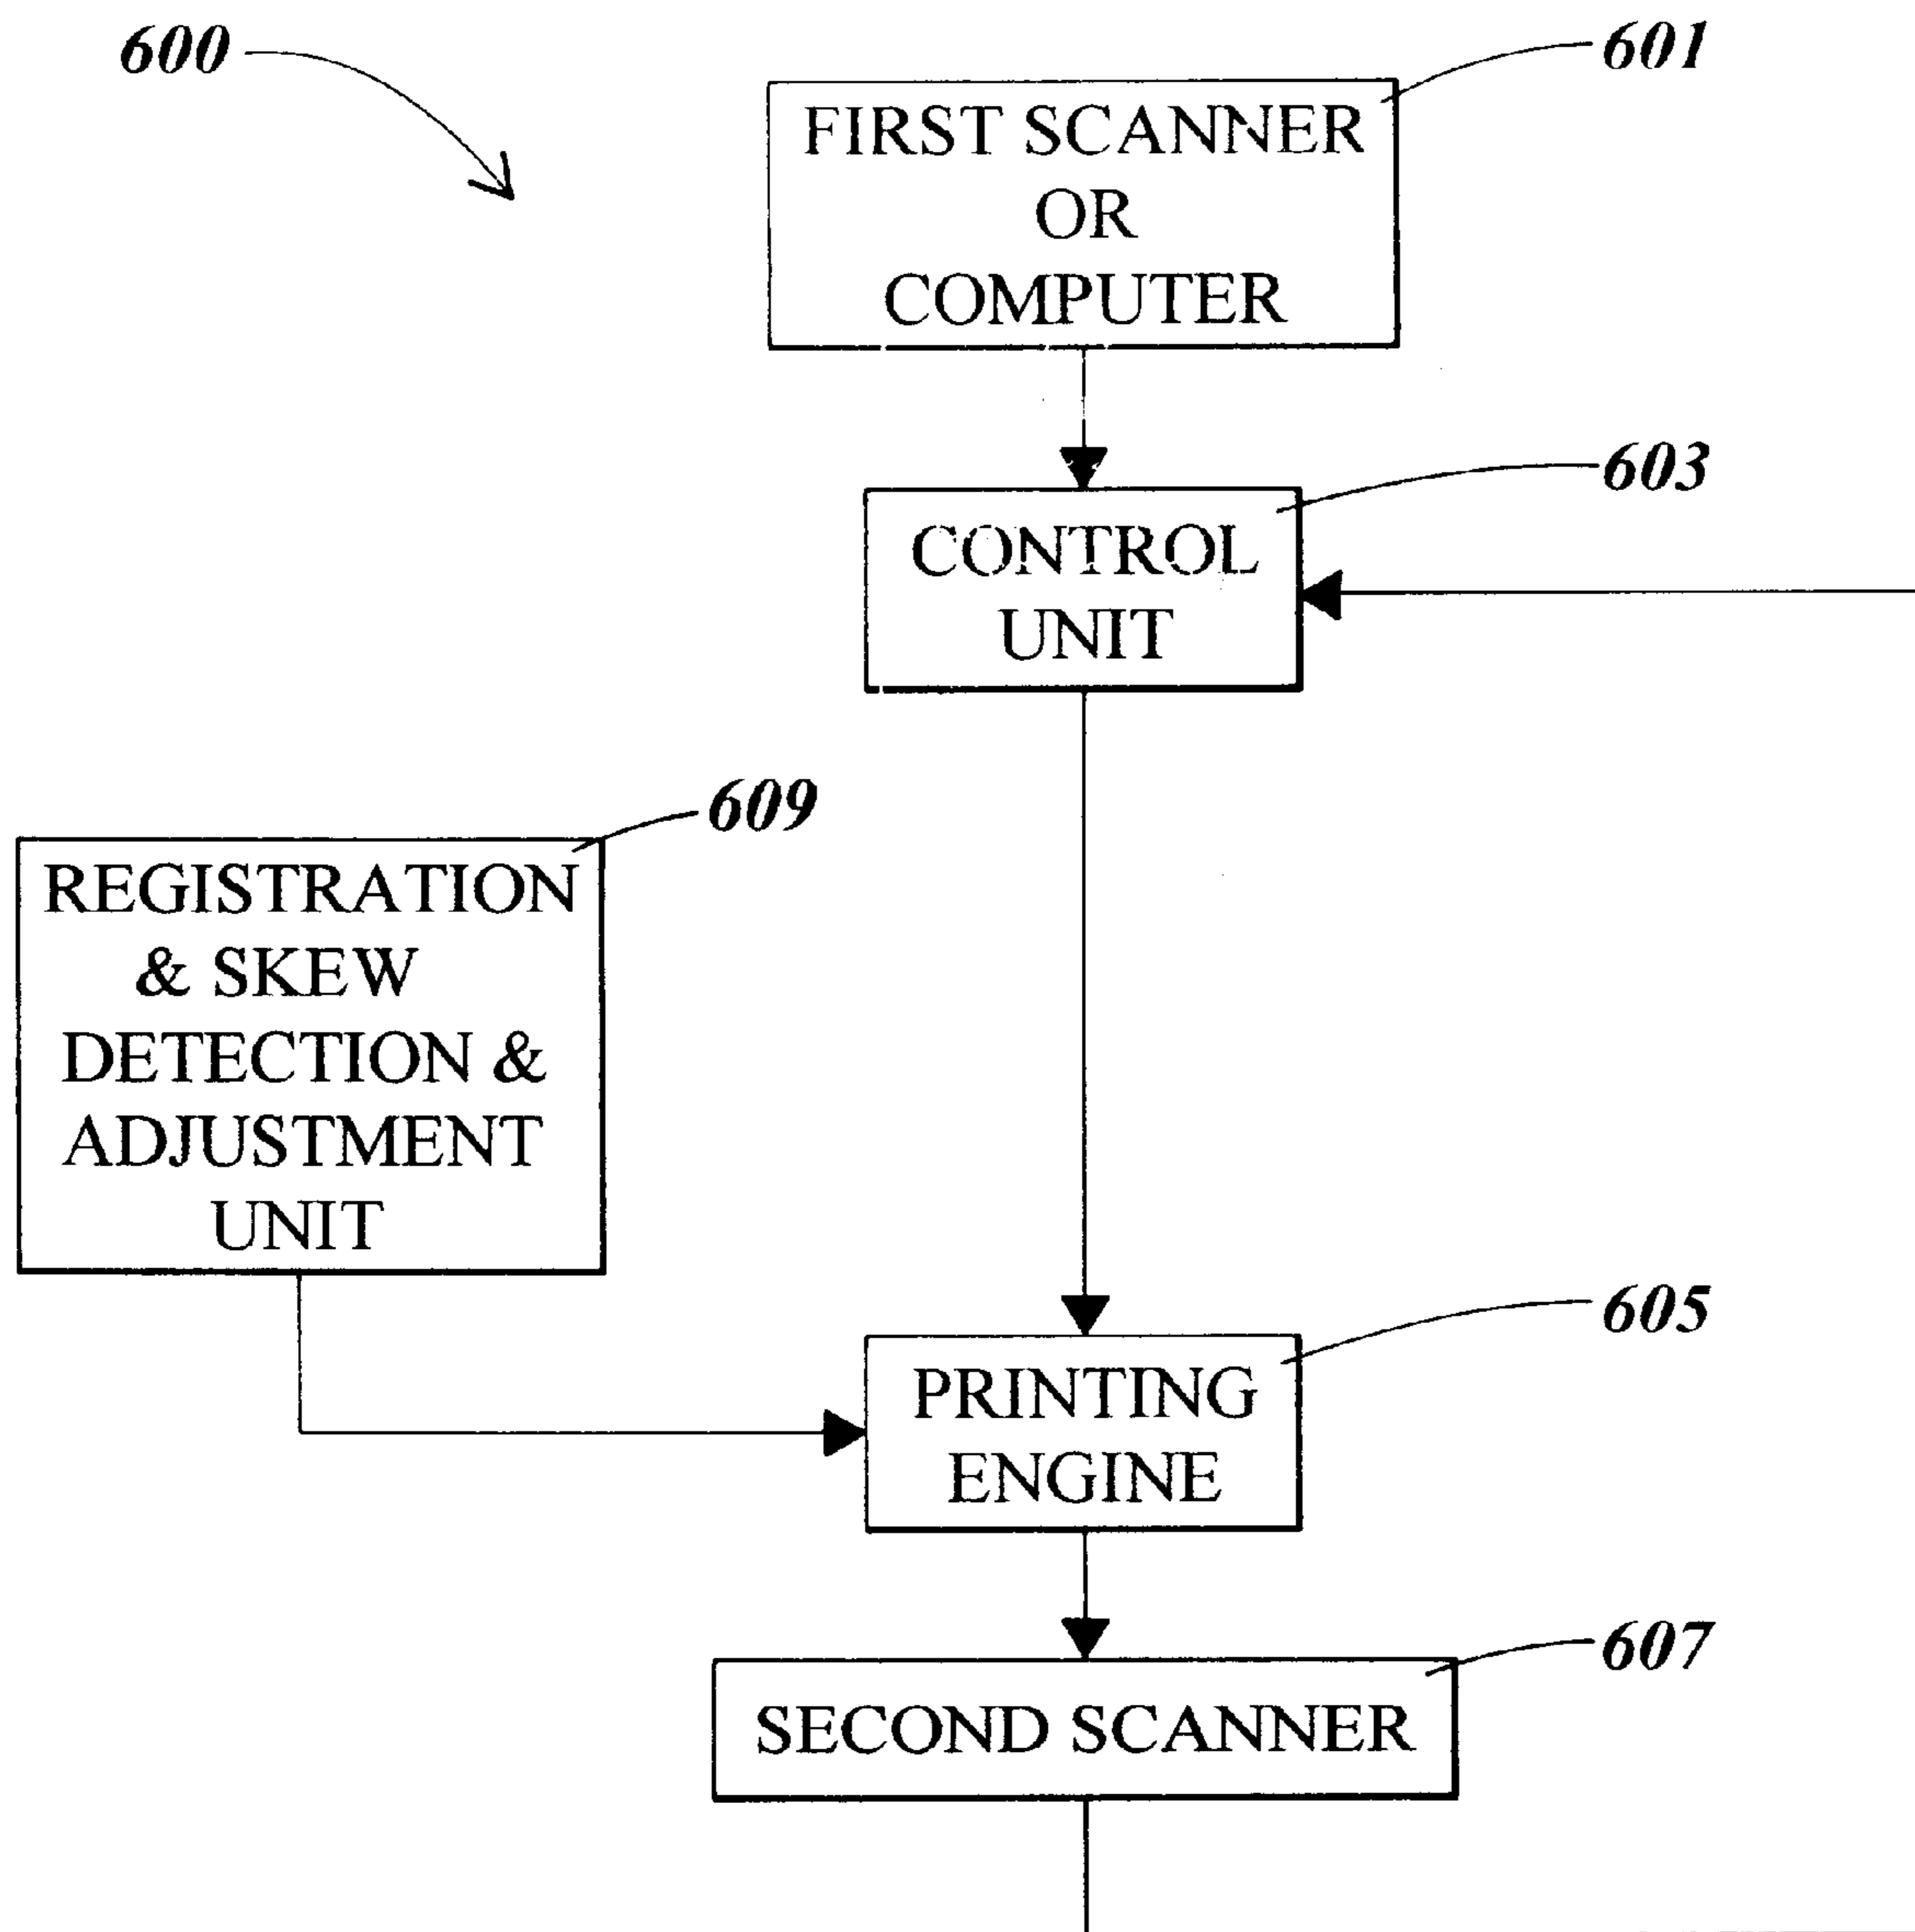 600
601
FIRST SCANNER
OR
COMPUTER
603
CONTROL
UNIT
609
REGISTRATION
& SKEW
DETECTION &
ADJUSTMENT
UNIT
605
PRINTING
ENGINE
607
SECOND SCANNER